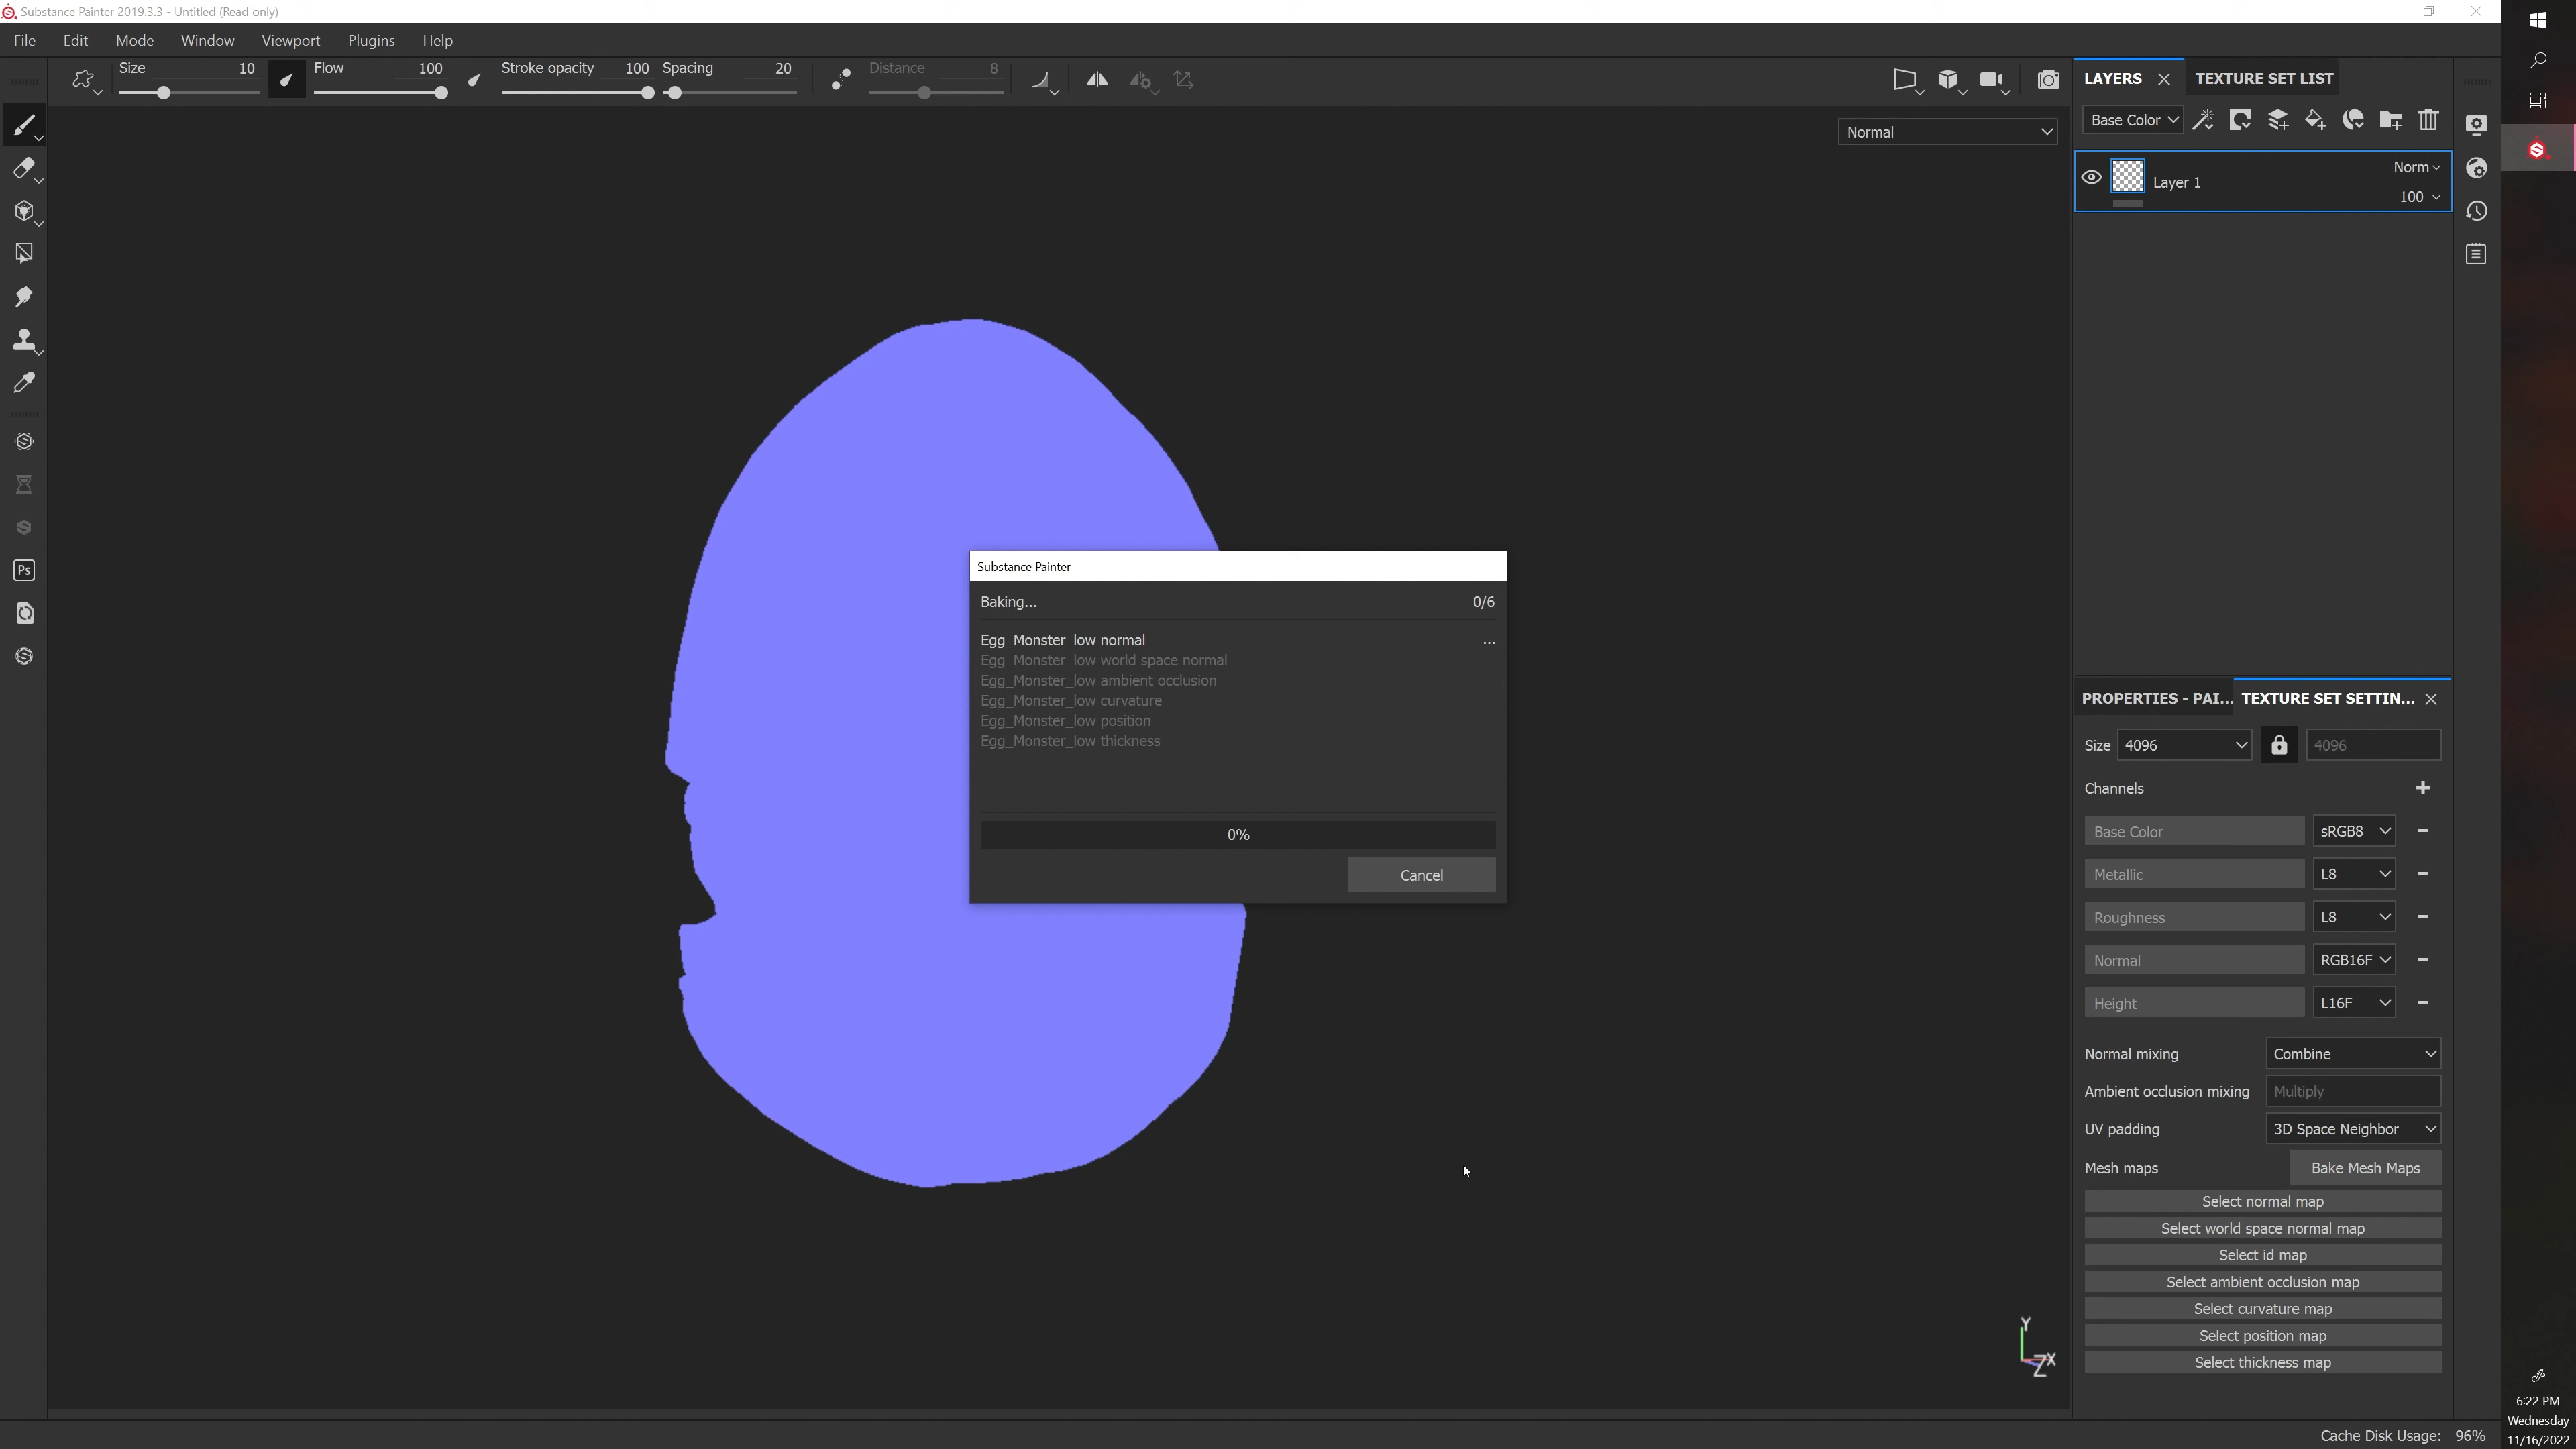 Substance Painter 2019.3.3 - Untitled (Read only)
File Edit Mode Window Viewport Plugins Help
Size 10 Flow 100 Stroke opacity 100 Spacing 20 Distance 8
Normal
LAYERS TEXTURE SET LIST
Base Color
Norm
Layer 1
100
Ps
Substance Painter
Baking... 0/6
Egg_Monster_low normal ...
Egg_Monster_low world space normal
Egg_Monster_low ambient occlusion
Egg_Monster_low curvature
Egg_Monster_low position
Egg_Monster_low thickness
0%
Cancel
PROPERTIES - PAI... TEXTURE SET SETTIN...
Size 4096 4096
Channels
Base Color sRGB8
Metallic L8
Roughness L8
Normal RGB16F
Height L16F
Normal mixing Combine
Ambient occlusion mixing Multiply
UV padding 3D Space Neighbor
Mesh maps Bake Mesh Maps
Select normal map
Select world space normal map
Select id map
Select ambient occlusion map
Select curvature map
Select position map
Select thickness map
Y
X
Z
Cache Disk Usage: 96%
6:22 PM
Wednesday
11/16/2022